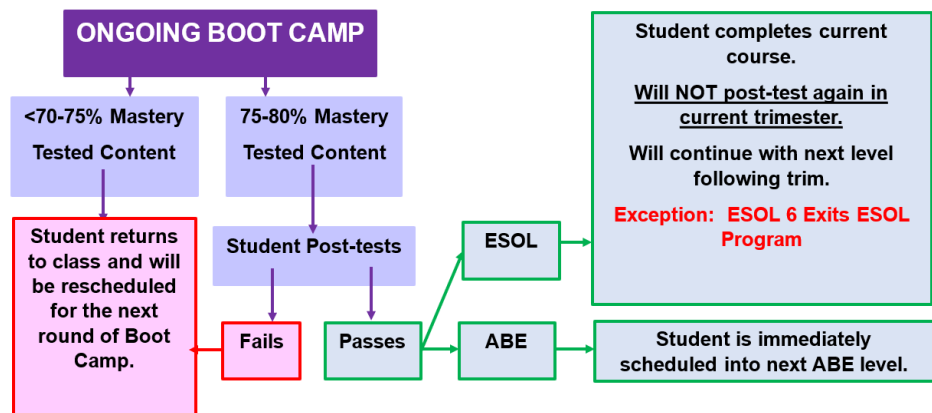 ONGOING BOOT CAMP
<70-75% Mastery
Tested Content
75-80% Mastery
Tested Content
Student returns
to class and will
be rescheduled
for the next
round of Boot
Camp.
Student Post-tests
Fails
Passes
ESOL
ABE
Student completes current
course.
Will NOT post-test again in
current trimester.
Will continue with next level
following trim.
Exception:  ESOL 6 Exits ESOL
Program
Student is immediately
scheduled into next ABE level.